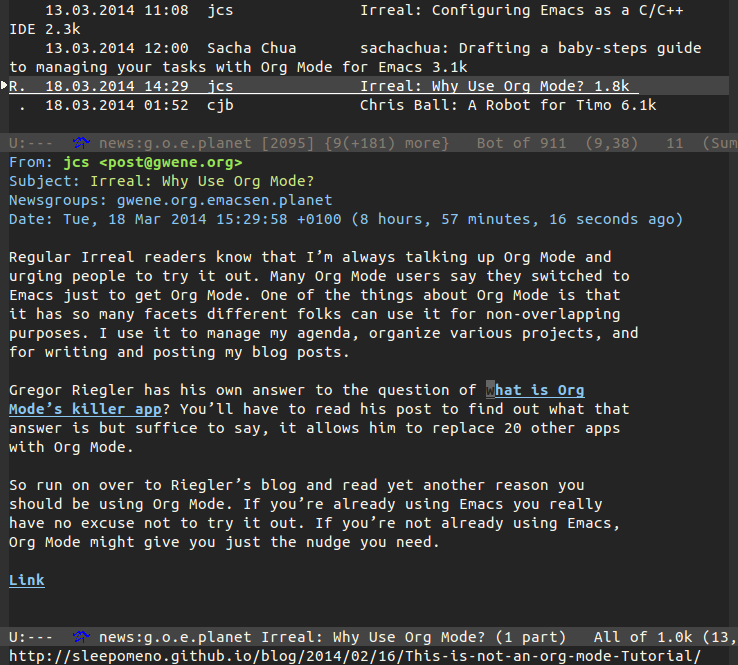 13.03.2014 11:08 jcs Irreal: Configuring Emacs as a C/C++
IDE 2.3k
13.03.2014 12:00 Sacha Chua sachachua: Drafting a baby-steps guide
to managing your tasks with Org Mode for Emacs 3.1k
R. 18.03.2014 14:29 jcs Irreal: Why Use Org Mode? 1.8k
. 18.03.2014 01:52 cjb Chris Ball: A Robot for Timo 6.1k
U:--- news:g.o.e.planet [2095] {9(+181) more} Bot of 911 (9,38) 11 (Sum
From: jcs <post@gwene.org>
Subject: Irreal: Why Use Org Mode?
Newsgroups: gwene.org.emacsen.planet
Date: Tue, 18 Mar 2014 15:29:58 +0100 (8 hours, 57 minutes, 16 seconds ago)
Regular Irreal readers know that I’m always talking up Org Mode and
urging people to try it out. Many Org Mode users say they switched to
Emacs just to get Org Mode. One of the things about Org Mode is that
it has so many facets different folks can use it for non-overlapping
purposes. I use it to manage my agenda, organize various projects, and
for writing and posting my blog posts.
Gregor Riegler has his own answer to the question of what is Org
Mode’s killer app? You’ll have to read his post to find out what that
answer is but suffice to say, it allows him to replace 20 other apps
with Org Mode.
So run on over to Riegler’s blog and read yet another reason you
should be using Org Mode. If you’re already using Emacs you really
have no excuse not to try it out. If you’re not already using Emacs,
Org Mode might give you just the nudge you need.
Link
U:--- news:g.o.e.planet Irreal: Why Use Org Mode? (1 part) All of 1.0k (13,
http://sleepomeno.github.io/blog/2014/02/16/This-is-not-an-org-mode-Tutorial/